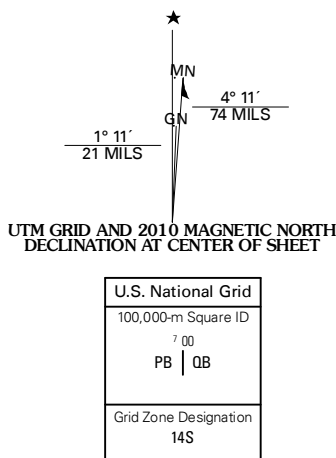 ★
MN
GN
4° 11´
74 MILS
1° 11´
21 MILS
UTM GRID AND 2010 MAGNETIC NORTH
DECLINATION AT CENTER OF SHEET
U.S. National Grid
100,000-m Square ID
7 00
PB | QB
Grid Zone Designation
14S